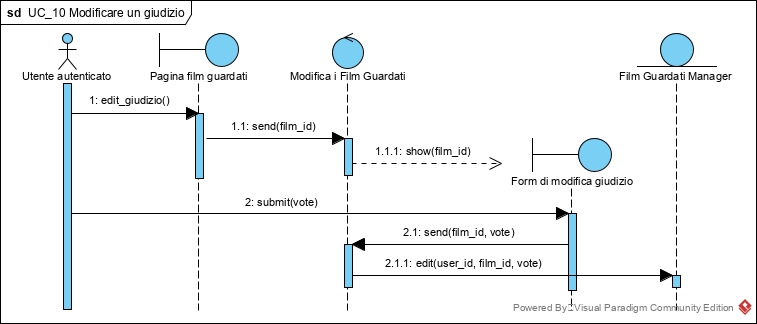 sd UC_10 Modificare un giudizio
Utente autenticato
Pagina film guardati
Modifica i Film Guardati
Film Guardati Manager
1: edit_giudizio()
1.1: send(film_id)
1.1.1: show(film_id)
Form di modifica giudizio
2: submit(vote)
2.1: send(film_id, vote)
2.1.1: edit(user_id, film_id, vote)
Powered By: Visual Paradigm Community Edition